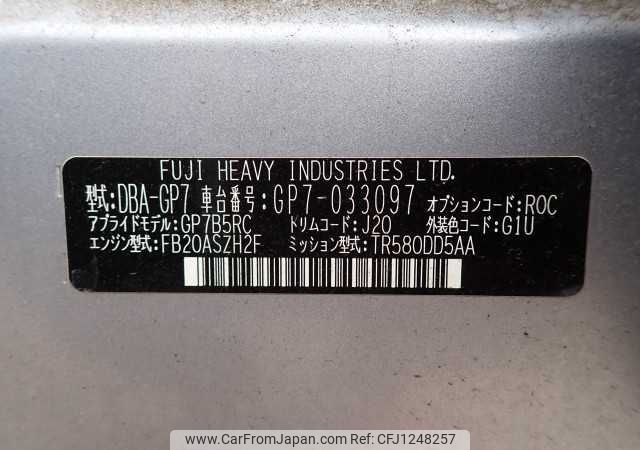 FUJI HEAVY INDUSTRIES LTD.
型式:DBA-GP7 車台番号:GP7-033097 オプションコード:ROC
アプライドモデル:GP7B5RC トリムコード:J20 外装色コード:G1U
エンジン型式:FB20ASZH2F ミッション型式:TR580DD5AA
www.CarFromJapan.com - CFJ1248257